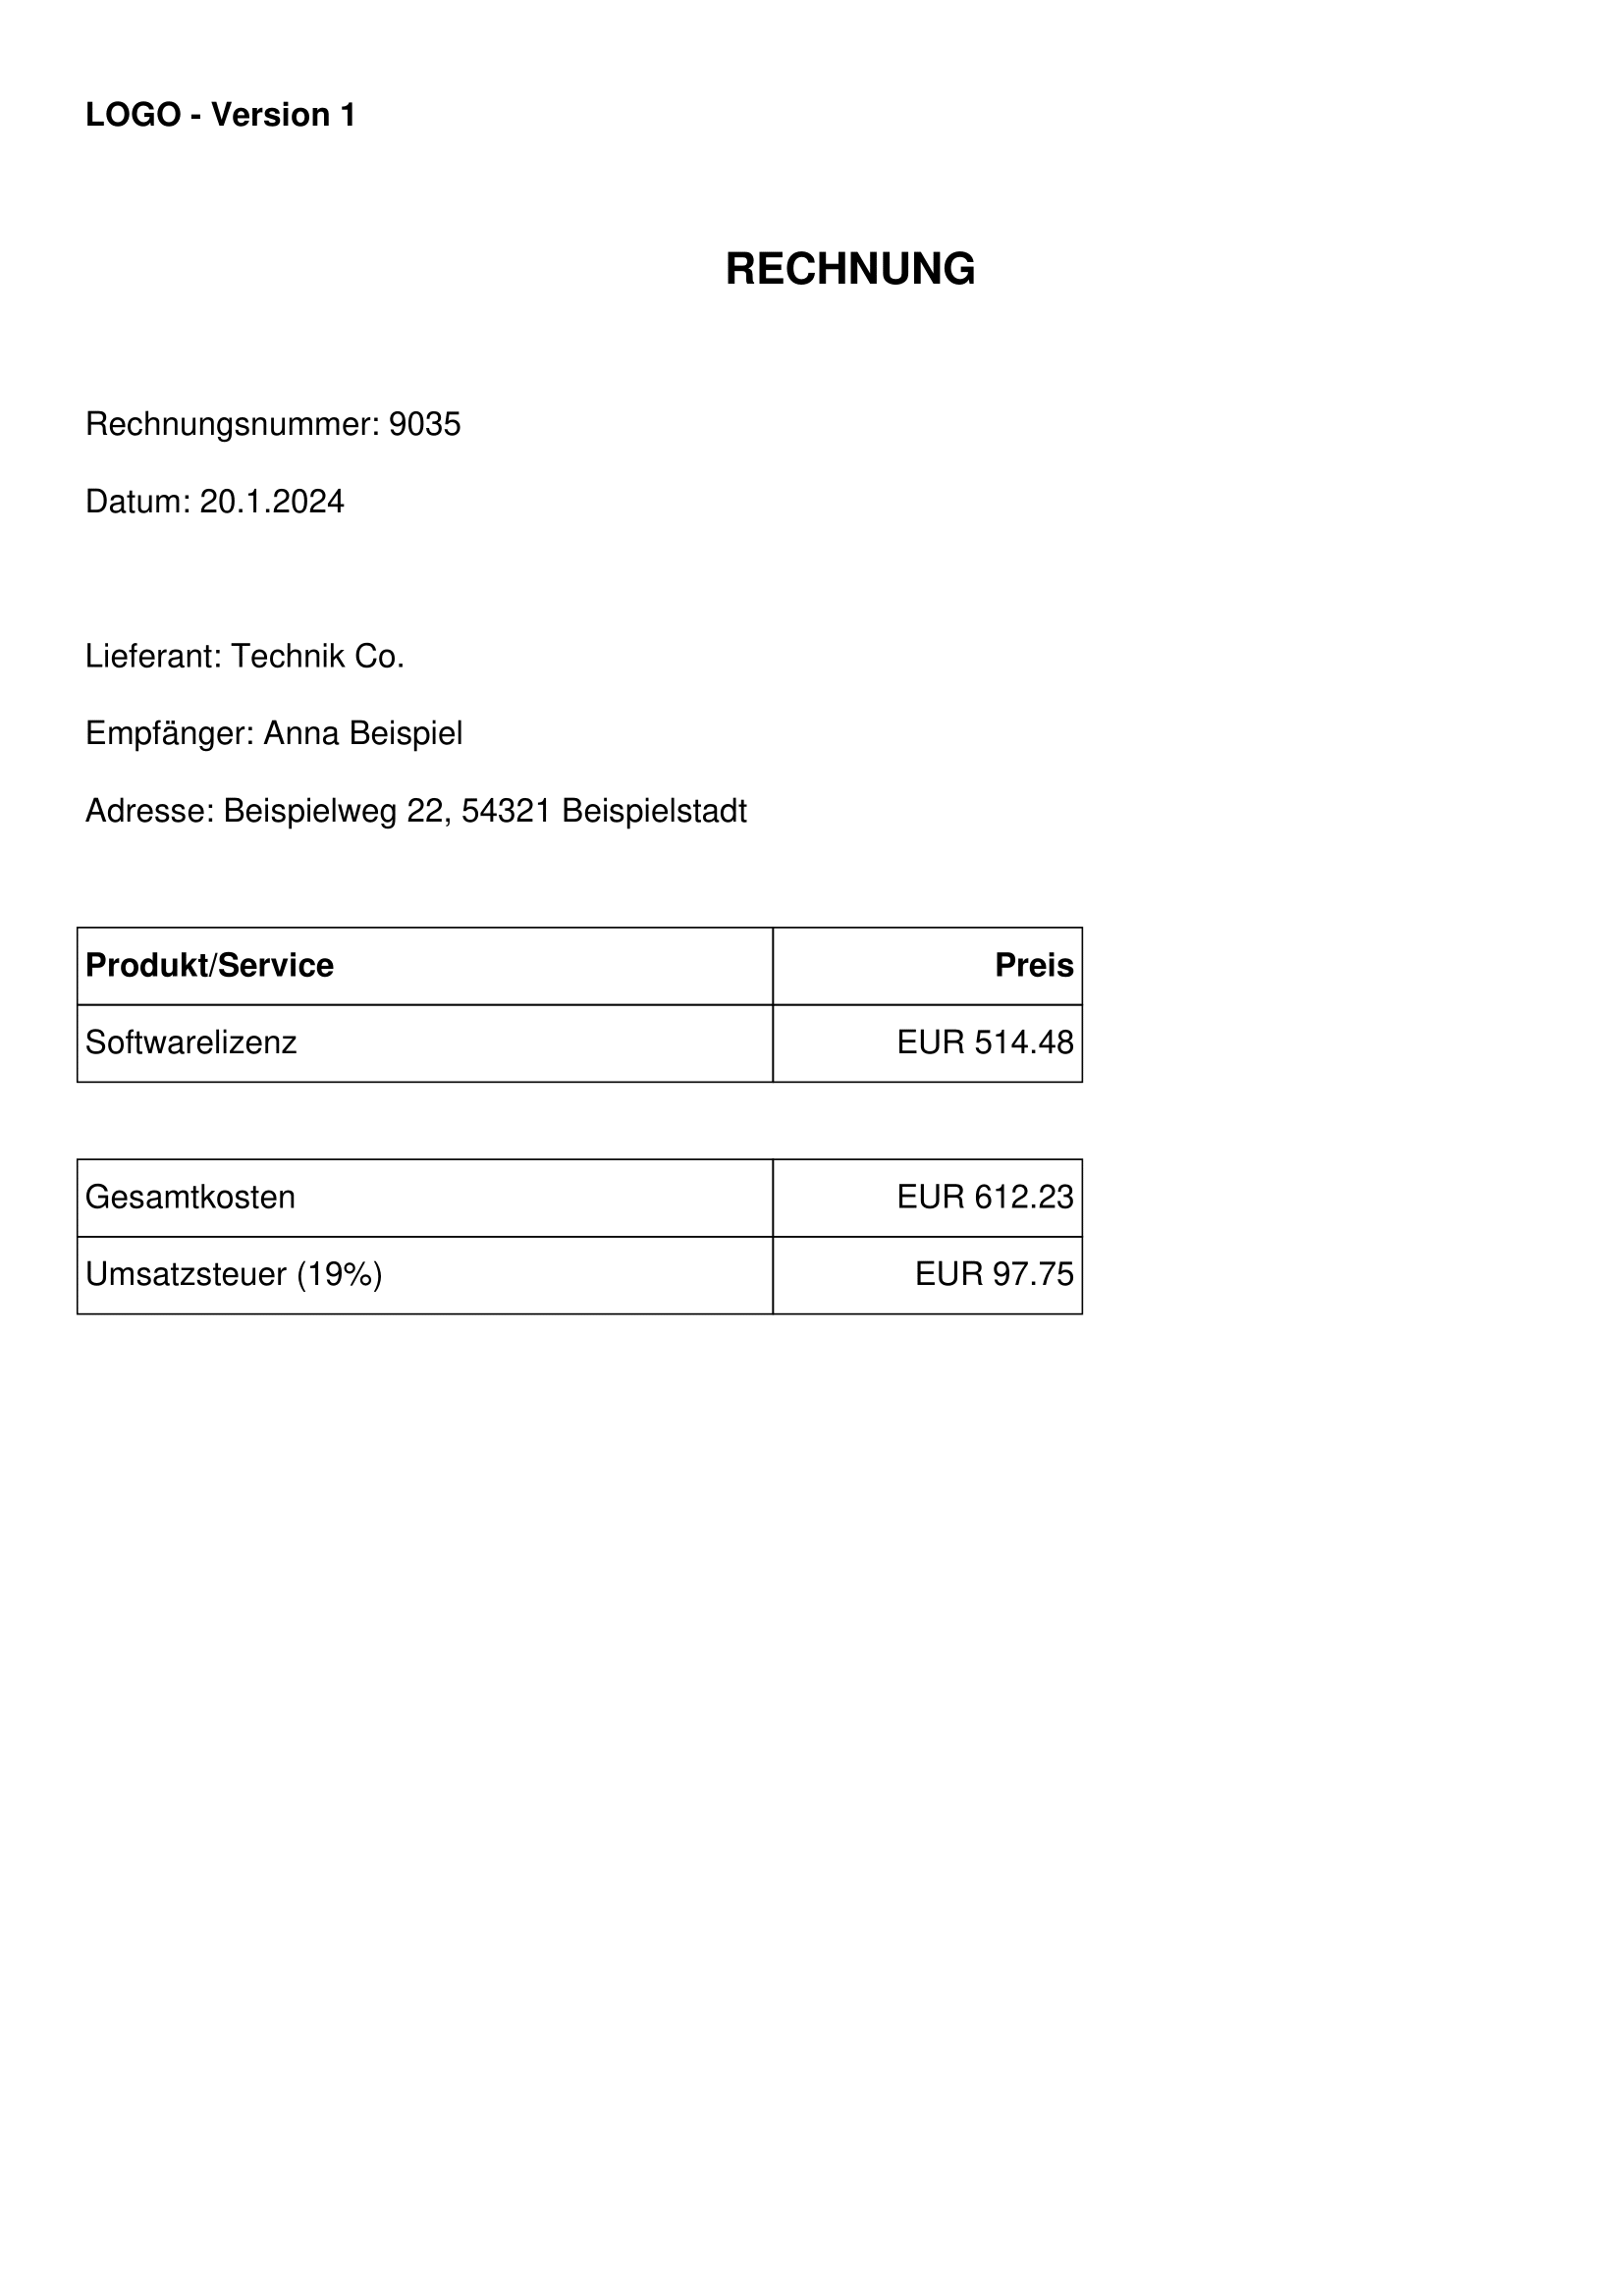 LOGO - Version 1
RECHNUNG
Rechnungsnummer: 9035
Datum: 20.1.2024
Lieferant: Technik Co.
Empfänger: Anna Beispiel
Adresse: Beispielweg 22, 54321 Beispielstadt
Produkt/Service Preis
Softwarelizenz EUR 514.48
Gesamtkosten EUR 612.23
Umsatzsteuer (19%) EUR 97.75